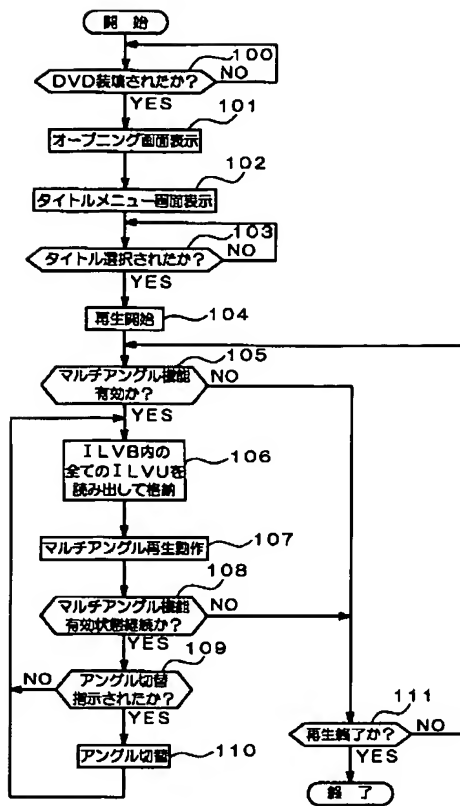 開 始
100
DVD装填されたか？
NO
YES
101
オープニング画面表示
102
タイトルメニュー画面表示
103
タイトル選択されたか？
NO
YES
再生開始
104
105
マルチアングル機能
有効か？
NO
YES
ILVB内の
全てのILVUを
読み出して格納
106
マルチアングル再生動作
107
108
マルチアングル機能
有効状態継続か？
NO
YES
109
NO
アングル切替
指示されたか？
YES
アングル切替
110
111
再生終了か？
NO
YES
終 了